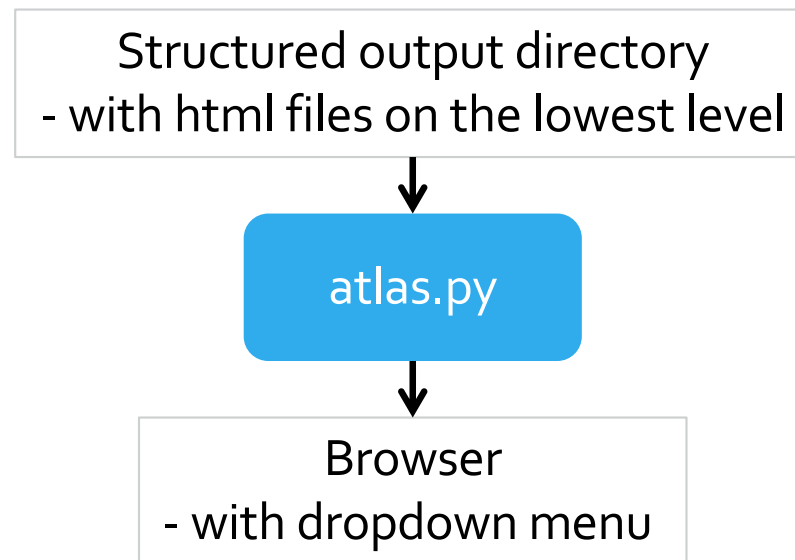 Structured output directory
- with html files on the lowest level
atlas.py
Browser
- with dropdown menu